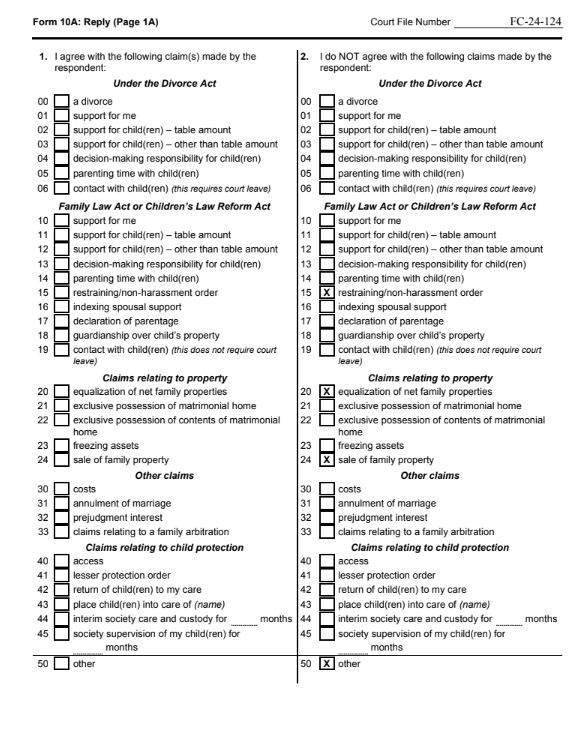 Form 10A: Reply (Page 1A) Court File Number FC-24-124
1. I agree with the following claim(s) made by the
respondent:
Under the Divorce Act
00 a divorce
01 support for me
02 support for child(ren) – table amount
03 support for child(ren) – other than table amount
04 decision-making responsibility for child(ren)
05 parenting time with child(ren)
06 contact with child(ren) (this requires court leave)
Family Law Act or Children's Law Reform Act
10 support for me
11 support for child(ren) – table amount
12 support for child(ren) – other than table amount
13 decision-making responsibility for child(ren)
14 parenting time with child(ren)
15 restraining/non-harassment order
16 indexing spousal support
17 declaration of parentage
18 guardianship over child's property
19 contact with child(ren) (this does not require court
leave)
Claims relating to property
20 equalization of net family properties
21 exclusive possession of matrimonial home
22 exclusive possession of contents of matrimonial
home
23 freezing assets
24 sale of family property
Other claims
30 costs
31 annulment of marriage
32 prejudgment interest
33 claims relating to a family arbitration
Claims relating to child protection
40 access
41 lesser protection order
42 return of child(ren) to my care
43 place child(ren) into care of (name)
44 interim society care and custody for ____ months
45 society supervision of my child(ren) for
____ months
50 other
2. I do NOT agree with the following claims made by the
respondent:
Under the Divorce Act
00 a divorce
01 support for me
02 support for child(ren) – table amount
03 support for child(ren) – other than table amount
04 decision-making responsibility for child(ren)
05 parenting time with child(ren)
06 contact with child(ren) (this requires court leave)
Family Law Act or Children's Law Reform Act
10 support for me
11 support for child(ren) – table amount
12 support for child(ren) – other than table amount
13 decision-making responsibility for child(ren)
14 parenting time with child(ren)
15 X restraining/non-harassment order
16 indexing spousal support
17 declaration of parentage
18 guardianship over child's property
19 contact with child(ren) (this does not require court
leave)
Claims relating to property
20 X equalization of net family properties
21 exclusive possession of matrimonial home
22 exclusive possession of contents of matrimonial
home
23 freezing assets
24 X sale of family property
Other claims
30 costs
31 annulment of marriage
32 prejudgment interest
33 claims relating to a family arbitration
Claims relating to child protection
40 access
41 lesser protection order
42 return of child(ren) to my care
43 place child(ren) into care of (name)
44 interim society care and custody for ____ months
45 society supervision of my child(ren) for
____ months
50 X other